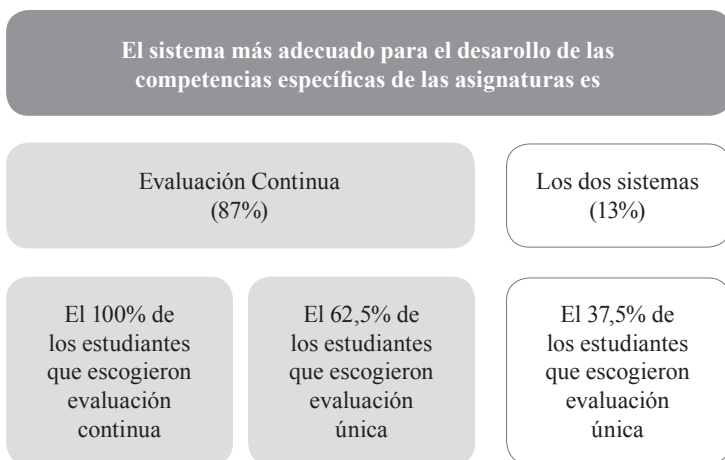 El sistema más adecuado para el desarollo de las
competencias específicas de las asignaturas es
Evaluación Continua
(87%)
Los dos sistemas
(13%)
El 100% de
los estudiantes
que escogieron
evaluación
continua
El 62,5% de
los estudiantes
que escogieron
evaluación
única
El 37,5% de
los estudiantes
que escogieron
evaluación
única